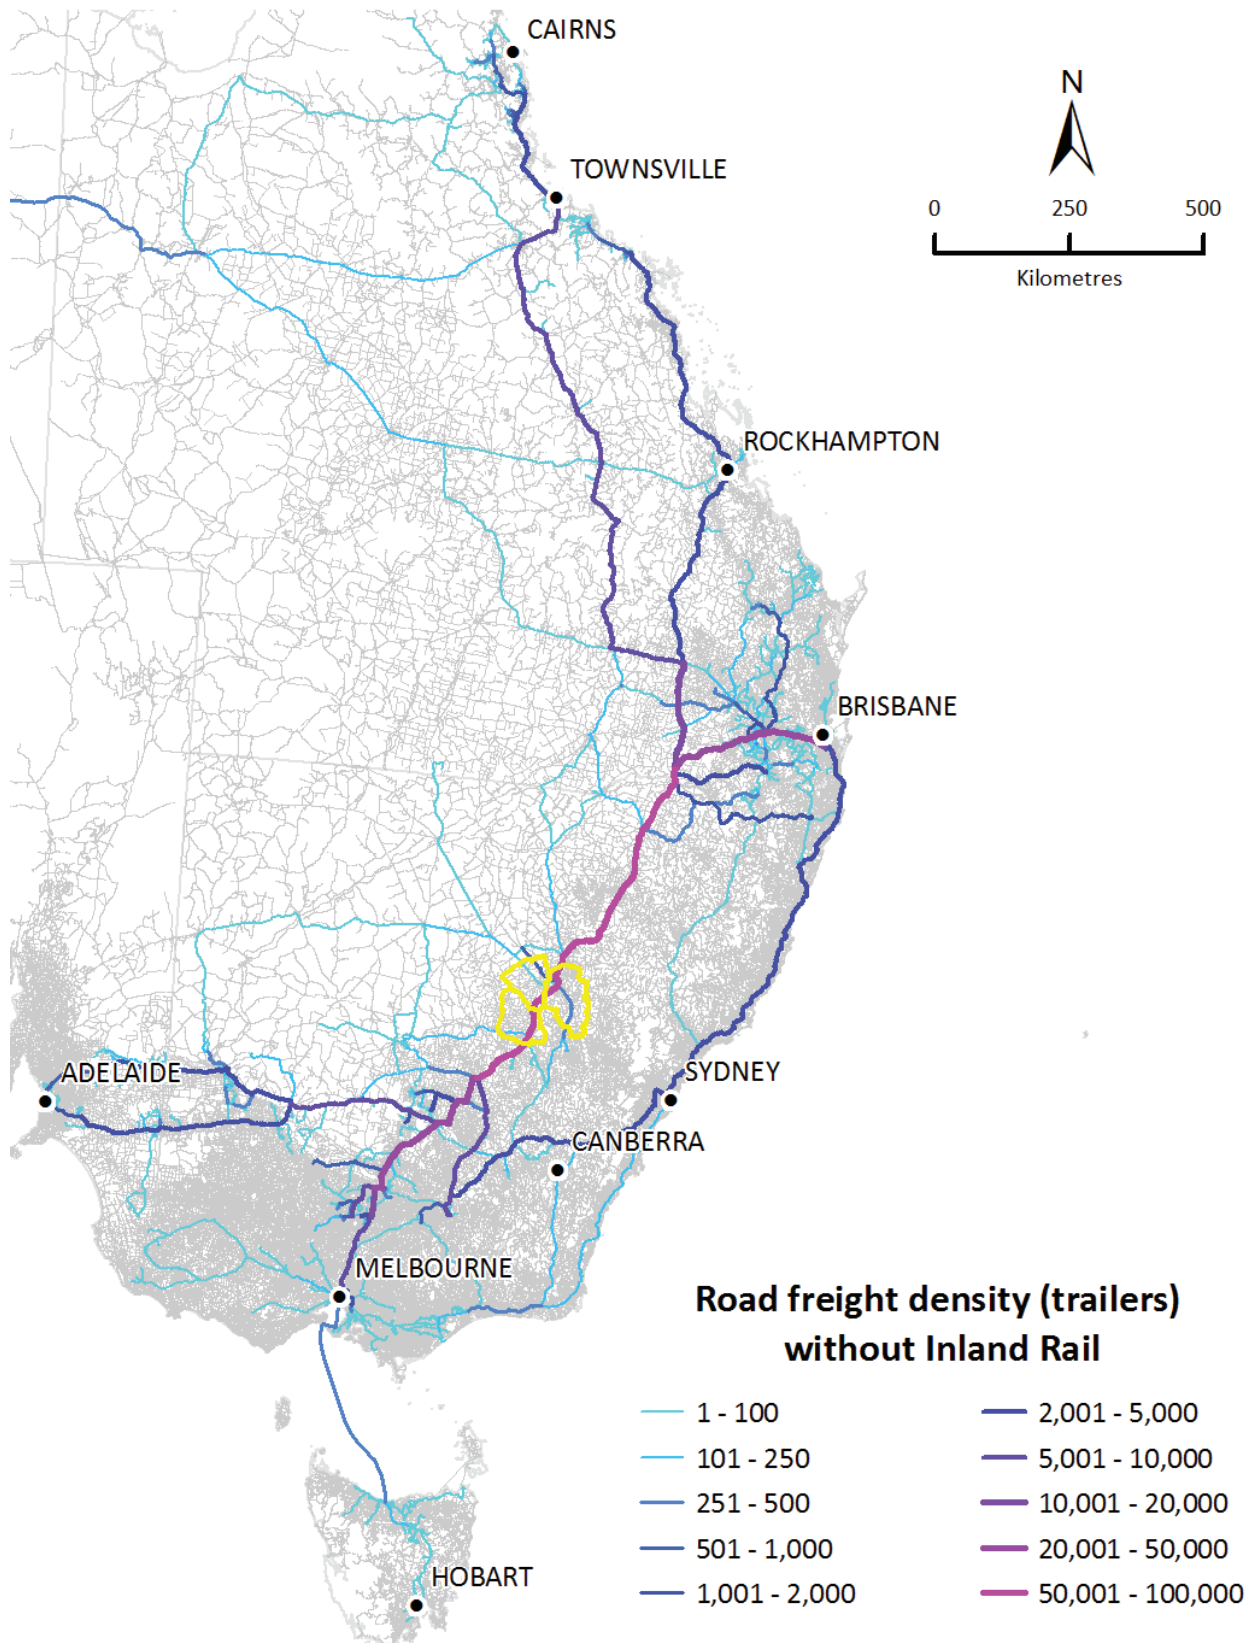 CAIRNS
N
TOWNSVILLE
0 250 500
Kilometres
ROCKHAMPTON
BRISBANE
ADELAIDE
SYDNEY
CANBERRA
MELBOURNE
Road freight density (trailers)
without Inland Rail
1 - 100
2,001 - 5,000
101 - 250
5,001 - 10,000
251 - 500
10,001 - 20,000
501 - 1,000
20,001 - 50,000
1,001 - 2,000
50,001 - 100,000
HOBART